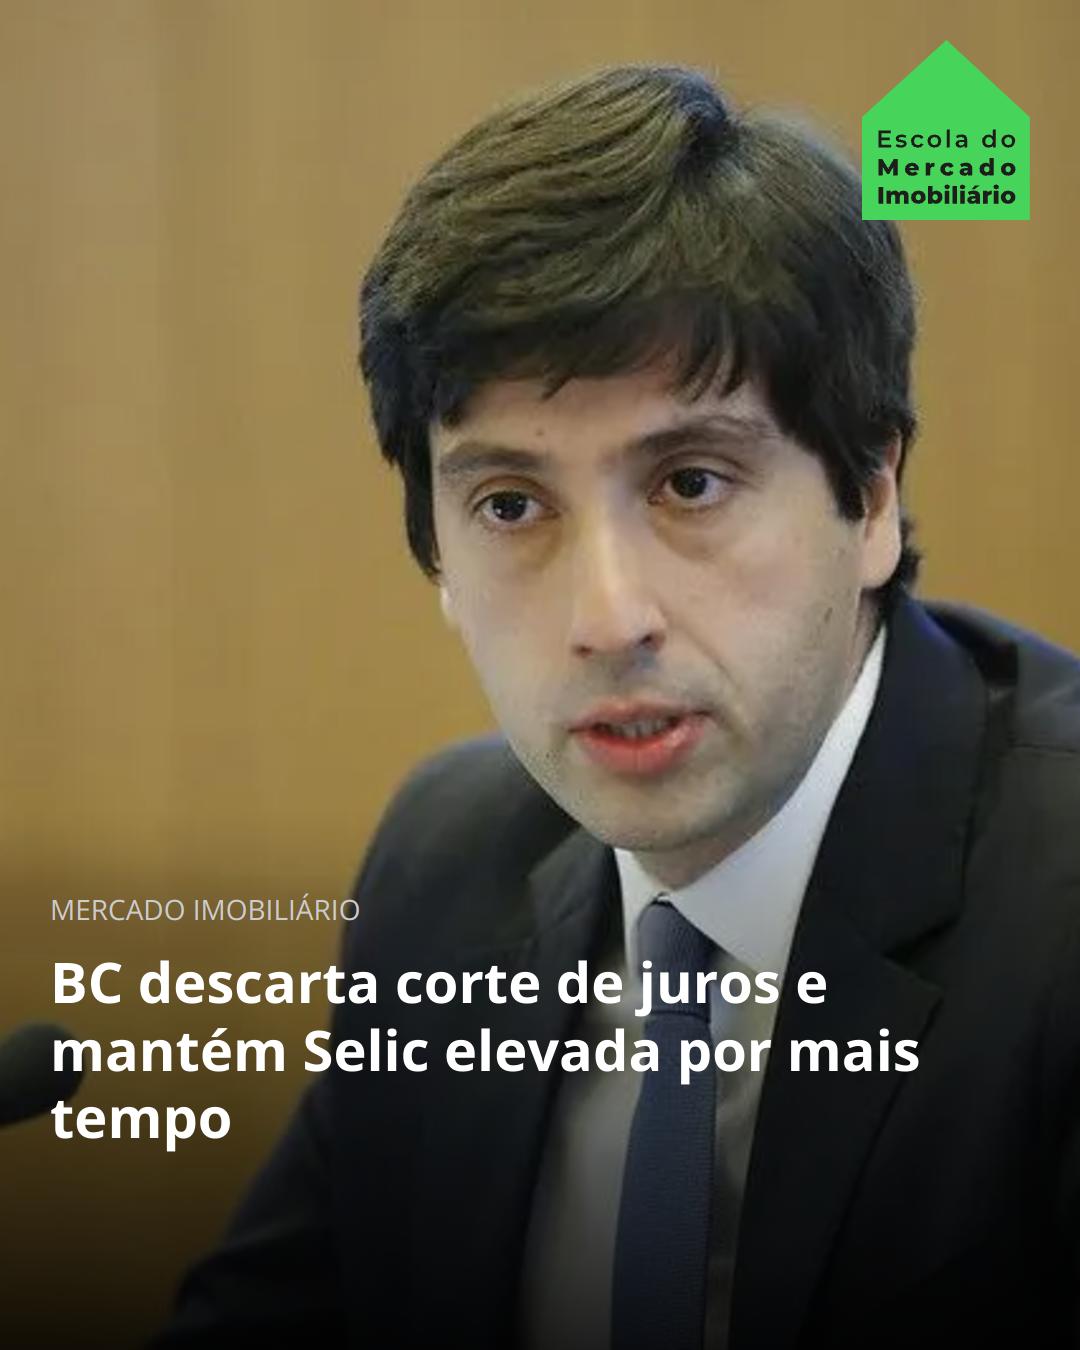 Escola do
Mercado
Imobiliário
MERCADO IMOBILIÁRIO
BC descarta corte de juros e
mantém Selic elevada por mais
tempo